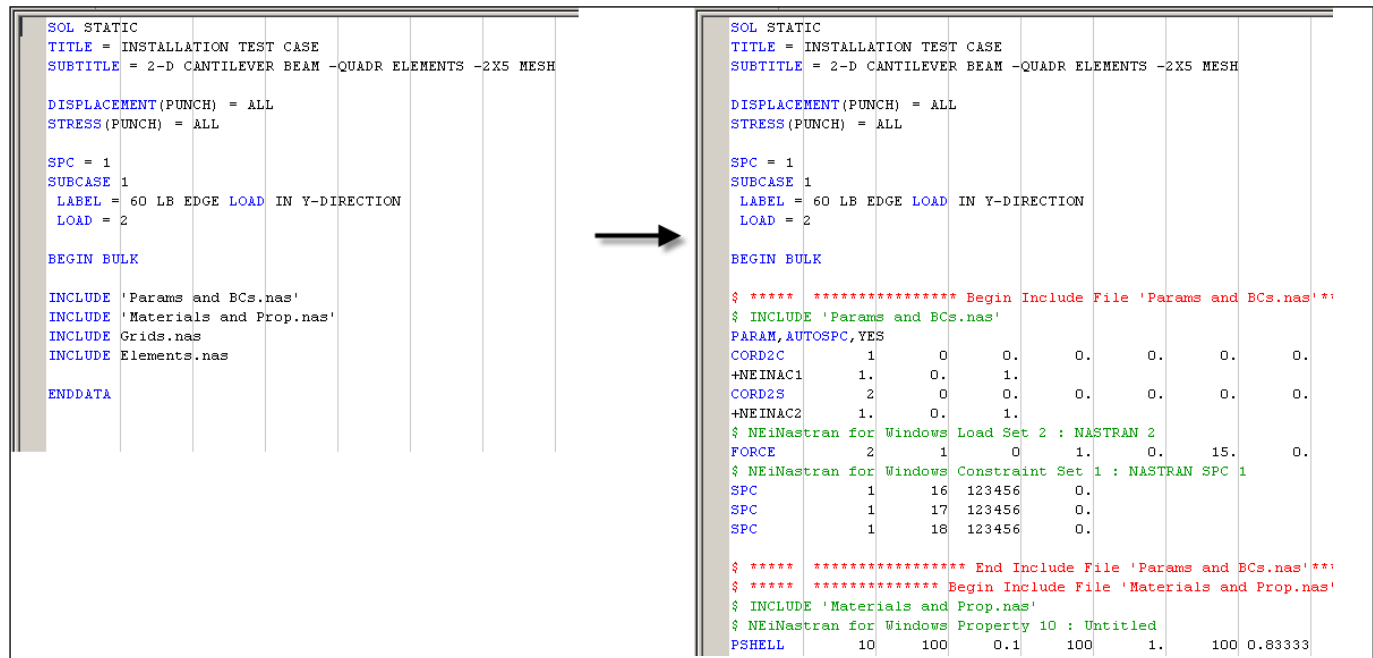 SOL STATIC
TITLE = INSTALLATION TEST CASE
SUBTITLE = 2-D CANTILEVER BEAM -QUADR ELEMENTS -2X5 MESH
DISPLACEMENT(PUNCH) = ALL
STRESS(PUNCH) = ALL
SPC = 1
SUBCASE 1
LABEL = 60 LB EDGE LOAD IN Y-DIRECTION
LOAD = 2
BEGIN BULK
INCLUDE 'Params and BCs.nas'
INCLUDE 'Materials and Prop.nas'
INCLUDE Grids.nas
INCLUDE Elements.nas
ENDDATA
SOL STATIC
TITLE = INSTALLATION TEST CASE
SUBTITLE = 2-D CANTILEVER BEAM -QUADR ELEMENTS -2X5 MESH
DISPLACEMENT(PUNCH) = ALL
STRESS(PUNCH) = ALL
SPC = 1
SUBCASE 1
LABEL = 60 LB EDGE LOAD IN Y-DIRECTION
LOAD = 2
BEGIN BULK
$ ***** **************** Begin Include File 'Params and BCs.nas'**
$ INCLUDE 'Params and BCs.nas'
PARAM,AUTOSPC,YES
CORD2C 1 0 0. 0. 0. 0. 0.
+NEINAC1 1. 0. 1.
CORD2S 2 0 0. 0. 0. 0. 0.
+NEINAC2 1. 0. 1.
$ NEiNastran for Windows Load Set 2 : NASTRAN 2
FORCE 2 1 0 1. 0. 15. 0.
$ NEiNastran for Windows Constraint Set 1 : NASTRAN SPC 1
SPC 1 16 123456 0.
SPC 1 17 123456 0.
SPC 1 18 123456 0.
$ ***** ***************** End Include File 'Params and BCs.nas'***
$ ***** ************** Begin Include File 'Materials and Prop.nas'
$ INCLUDE 'Materials and Prop.nas'
$ NEiNastran for Windows Property 10 : Untitled
PSHELL 10 100 0.1 100 1. 100 0.83333